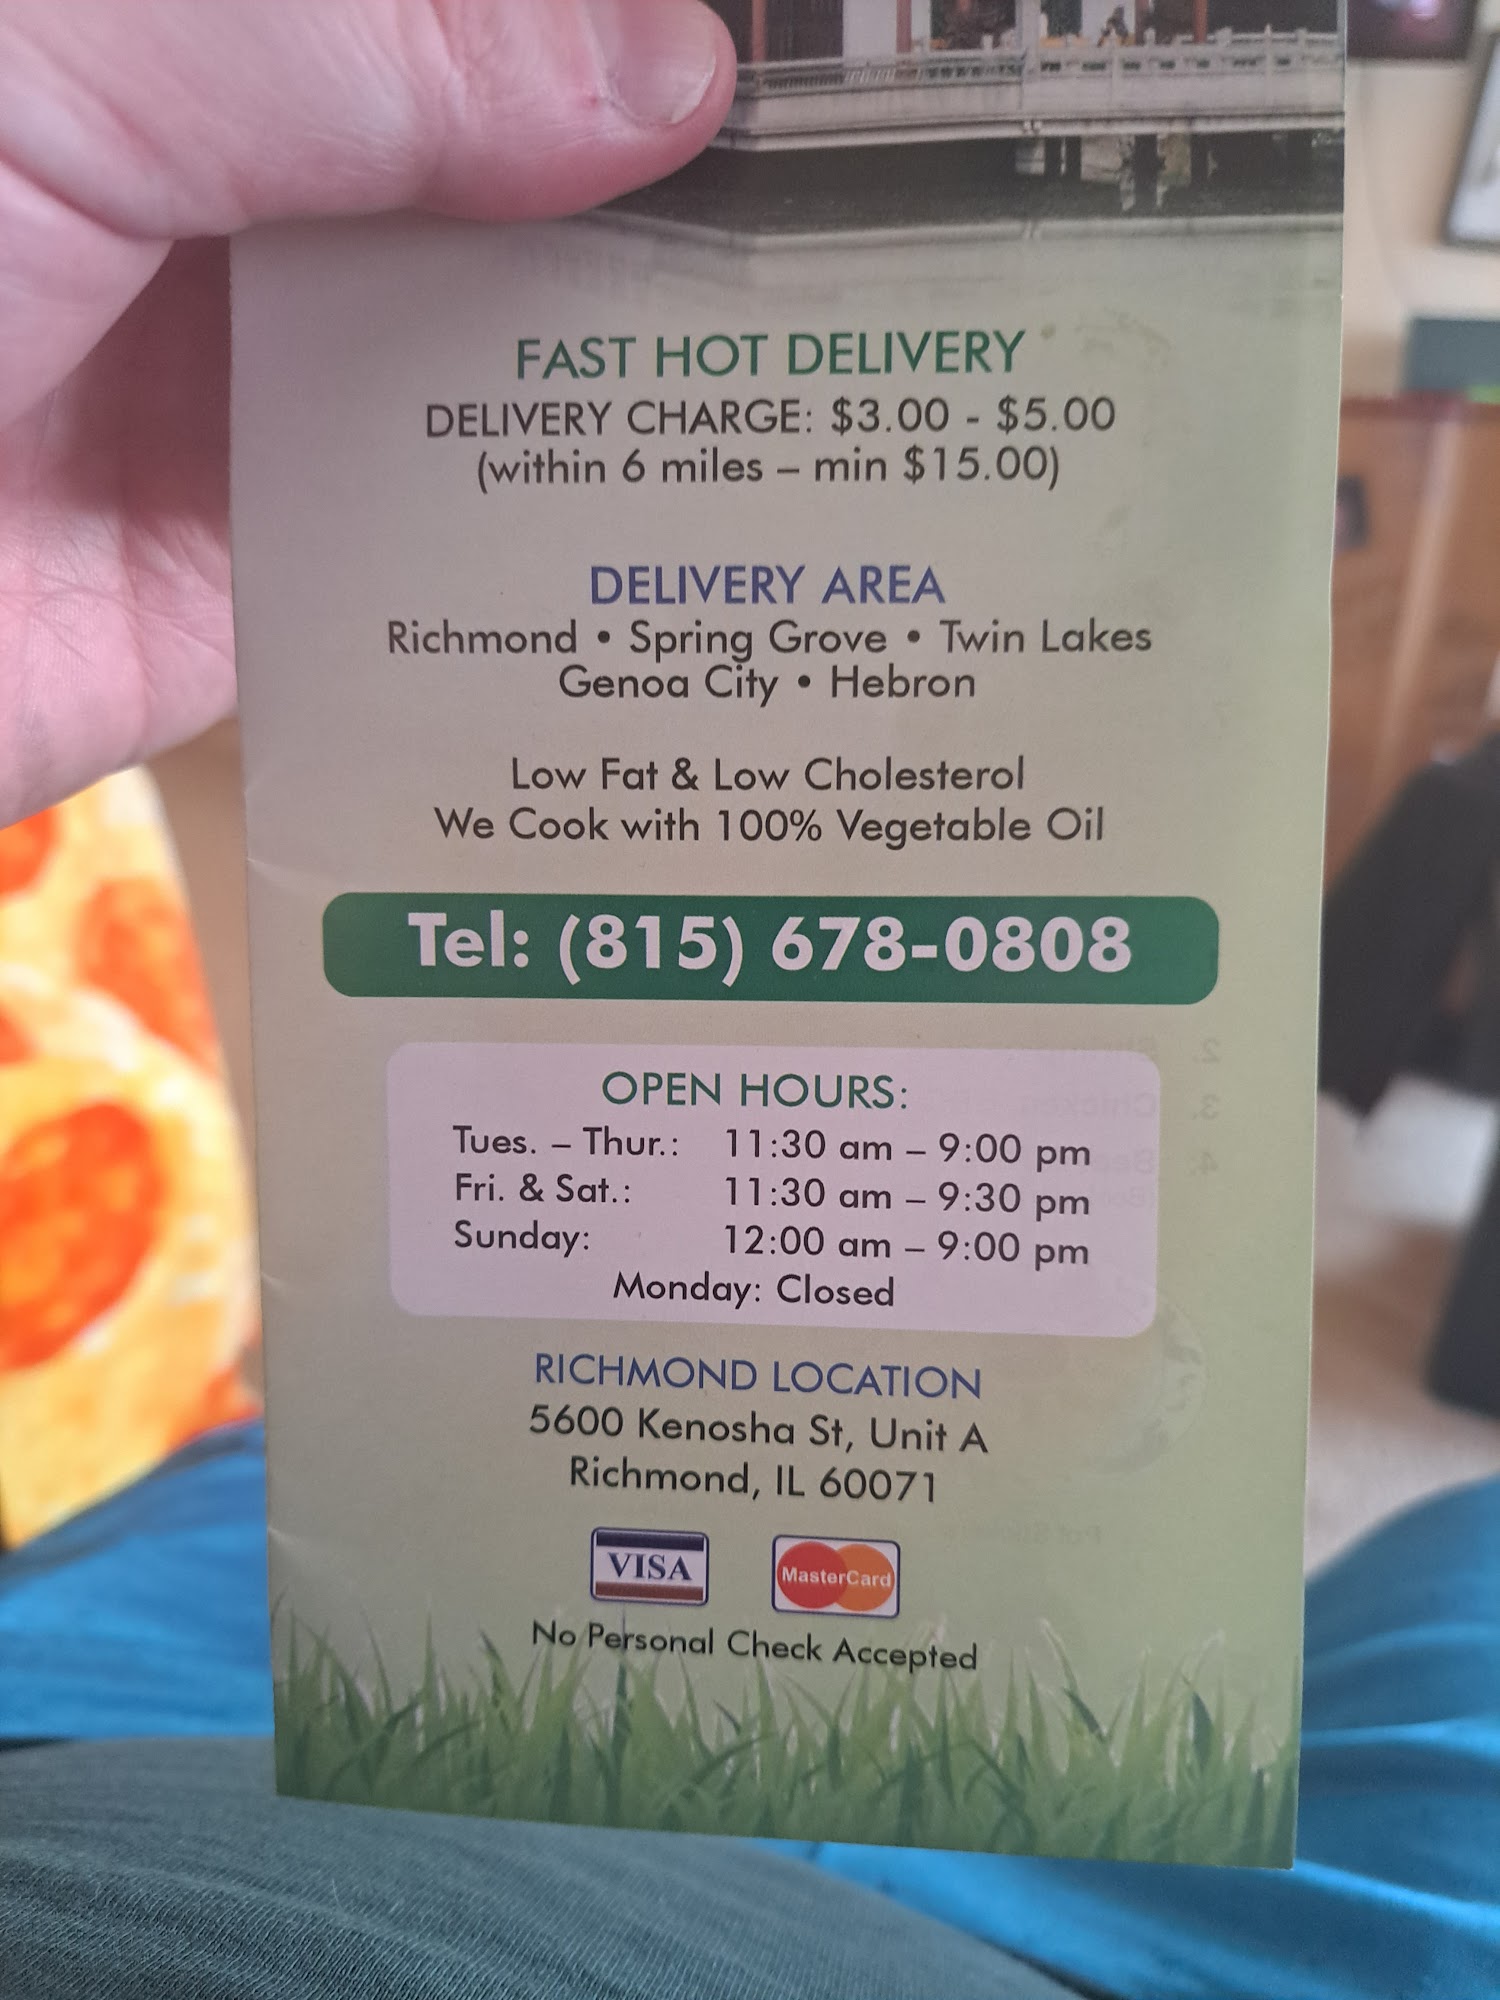 FAST HOT DELIVERY
DELIVERY CHARGE: $3.00 - $5.00
(within 6 miles – min $15.00)
DELIVERY AREA
Richmond • Spring Grove • Twin Lakes
Genoa City • Hebron
Low Fat & Low Cholesterol
We Cook with 100% Vegetable Oil
Tel: (815) 678-0808
OPEN HOURS:
Tues. – Thur.: 11:30 am – 9:00 pm
Fri. & Sat.: 11:30 am – 9:30 pm
Sunday: 12:00 am – 9:00 pm
Monday: Closed
RICHMOND LOCATION
5600 Kenosha St, Unit A
Richmond, IL 60071
VISA MasterCard
No Personal Check Accepted